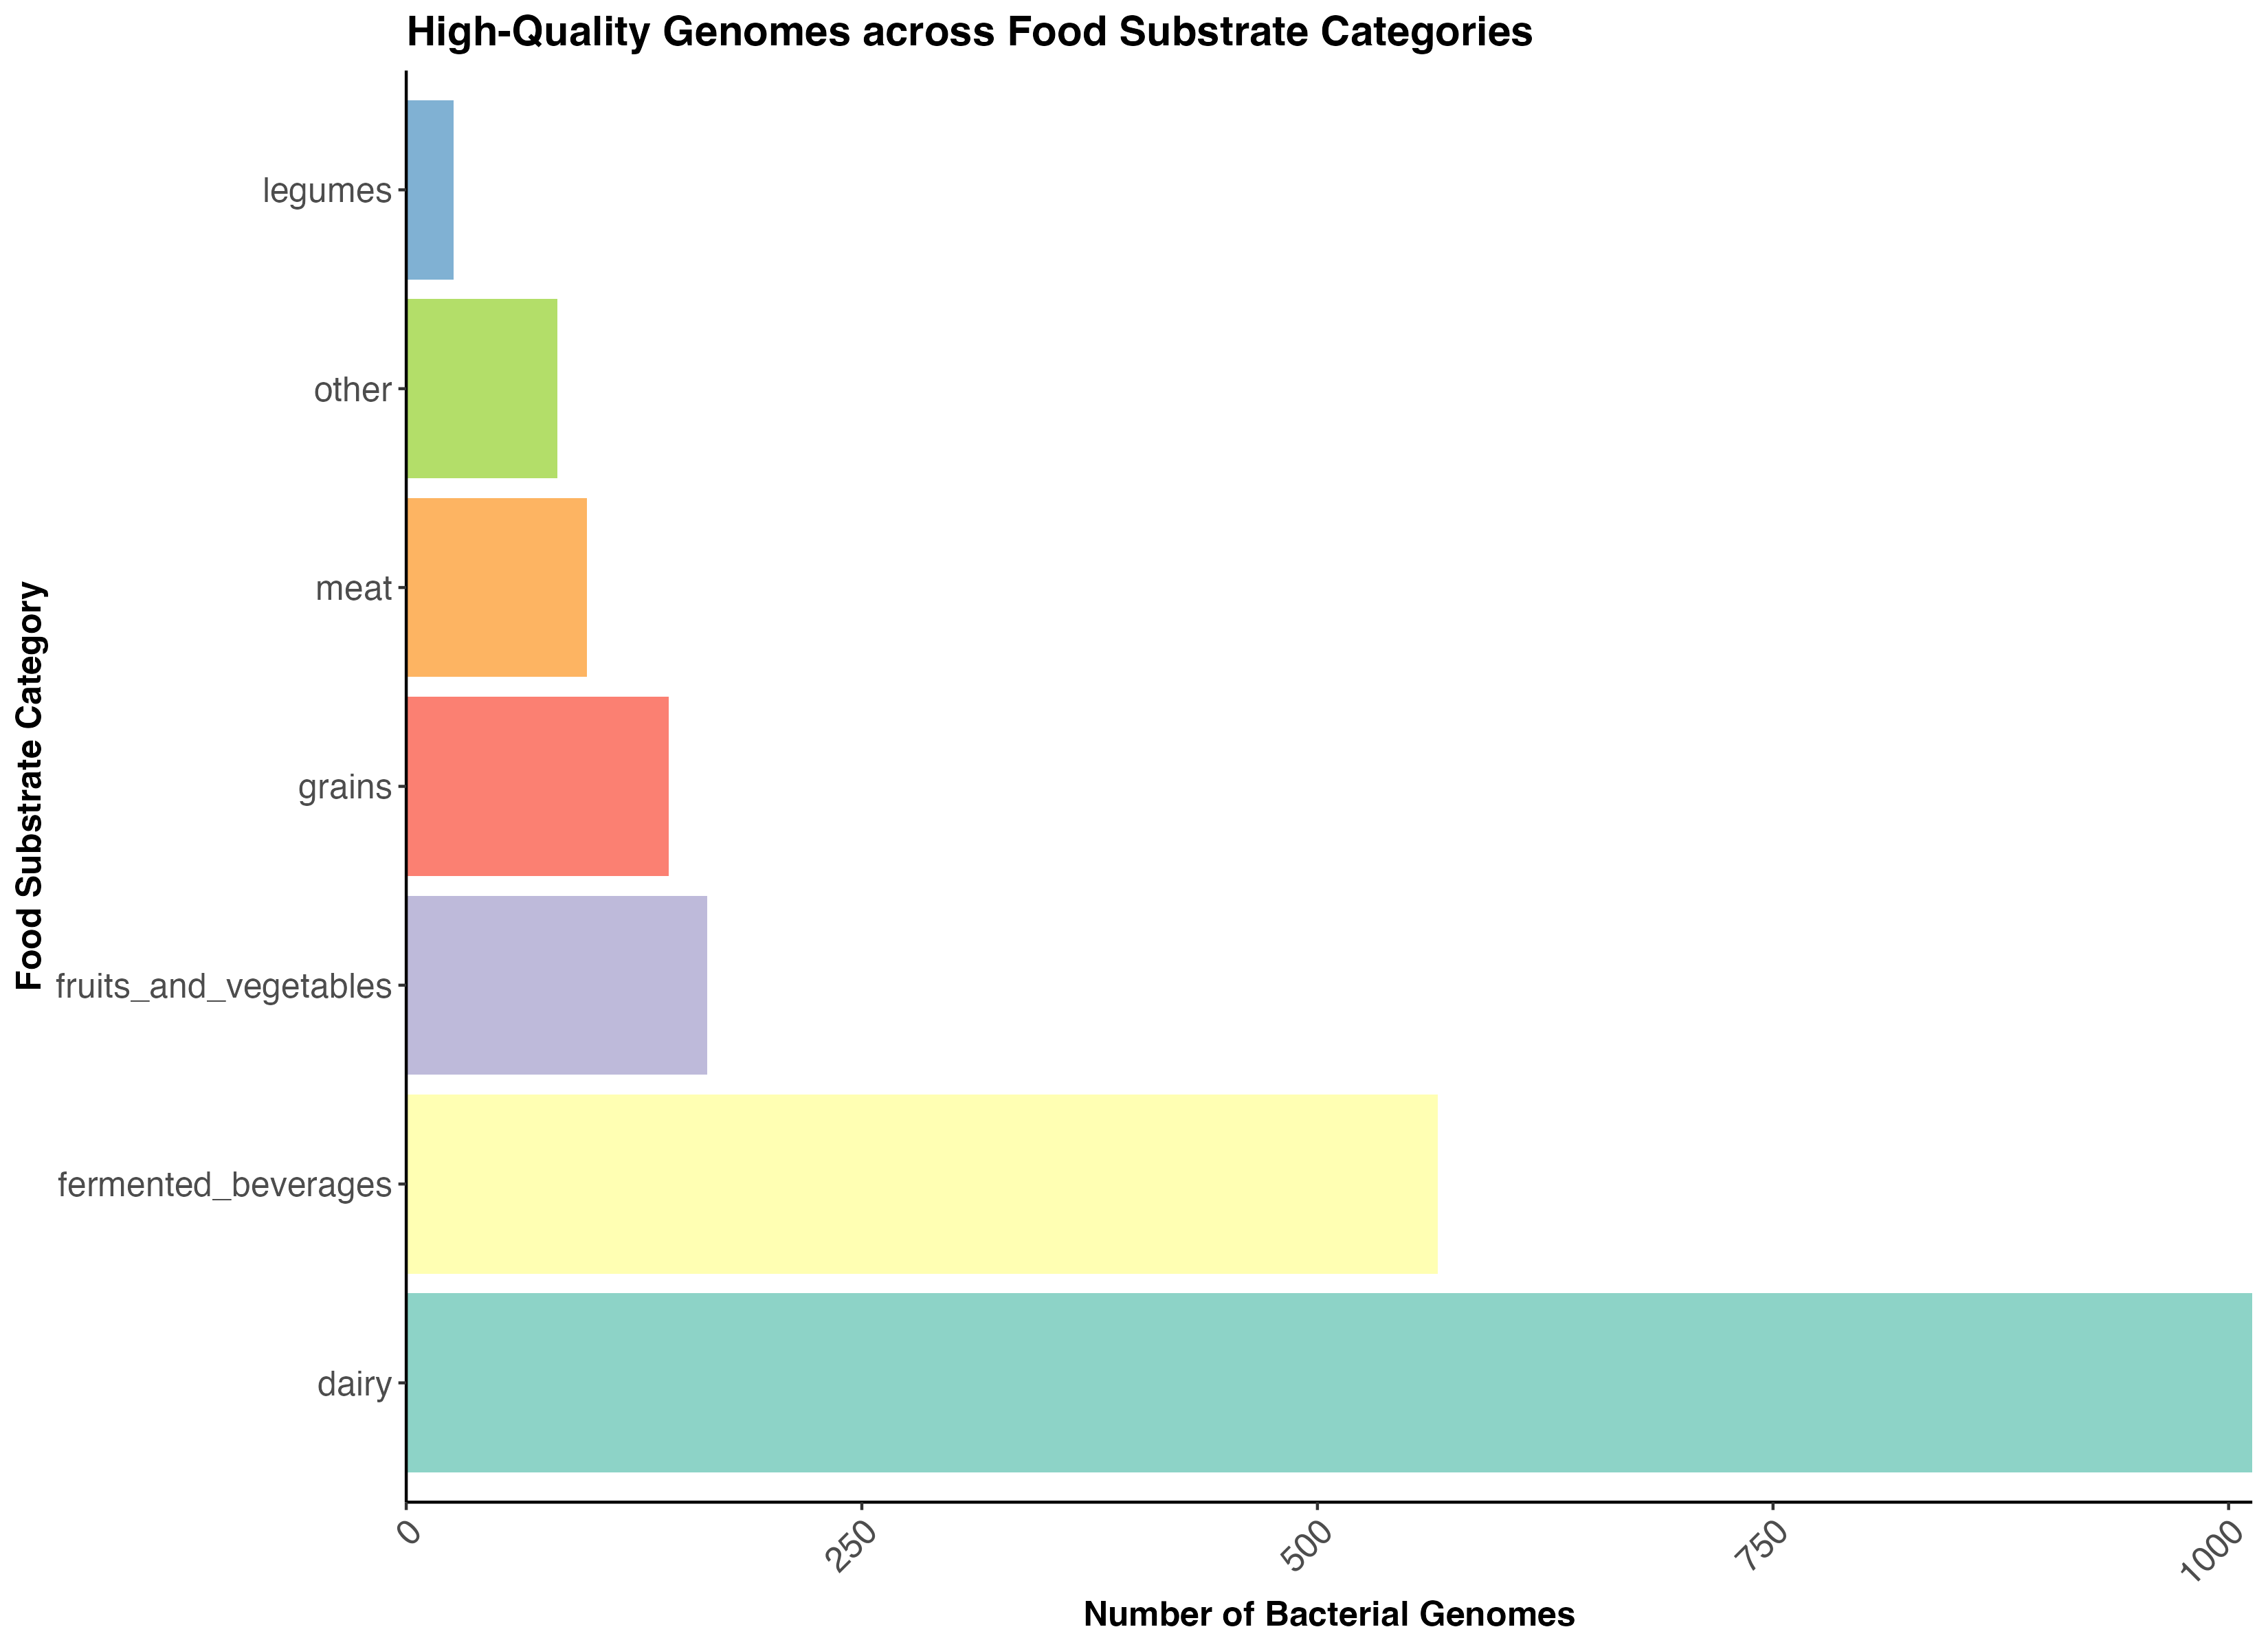 High-Quality Genomes across Food Substrate Categories
Food Substrate Category
legumes
other
meat
grains
fruits_and_vegetables
fermented_beverages
dairy
0
250
500
750
1000
Number of Bacterial Genomes